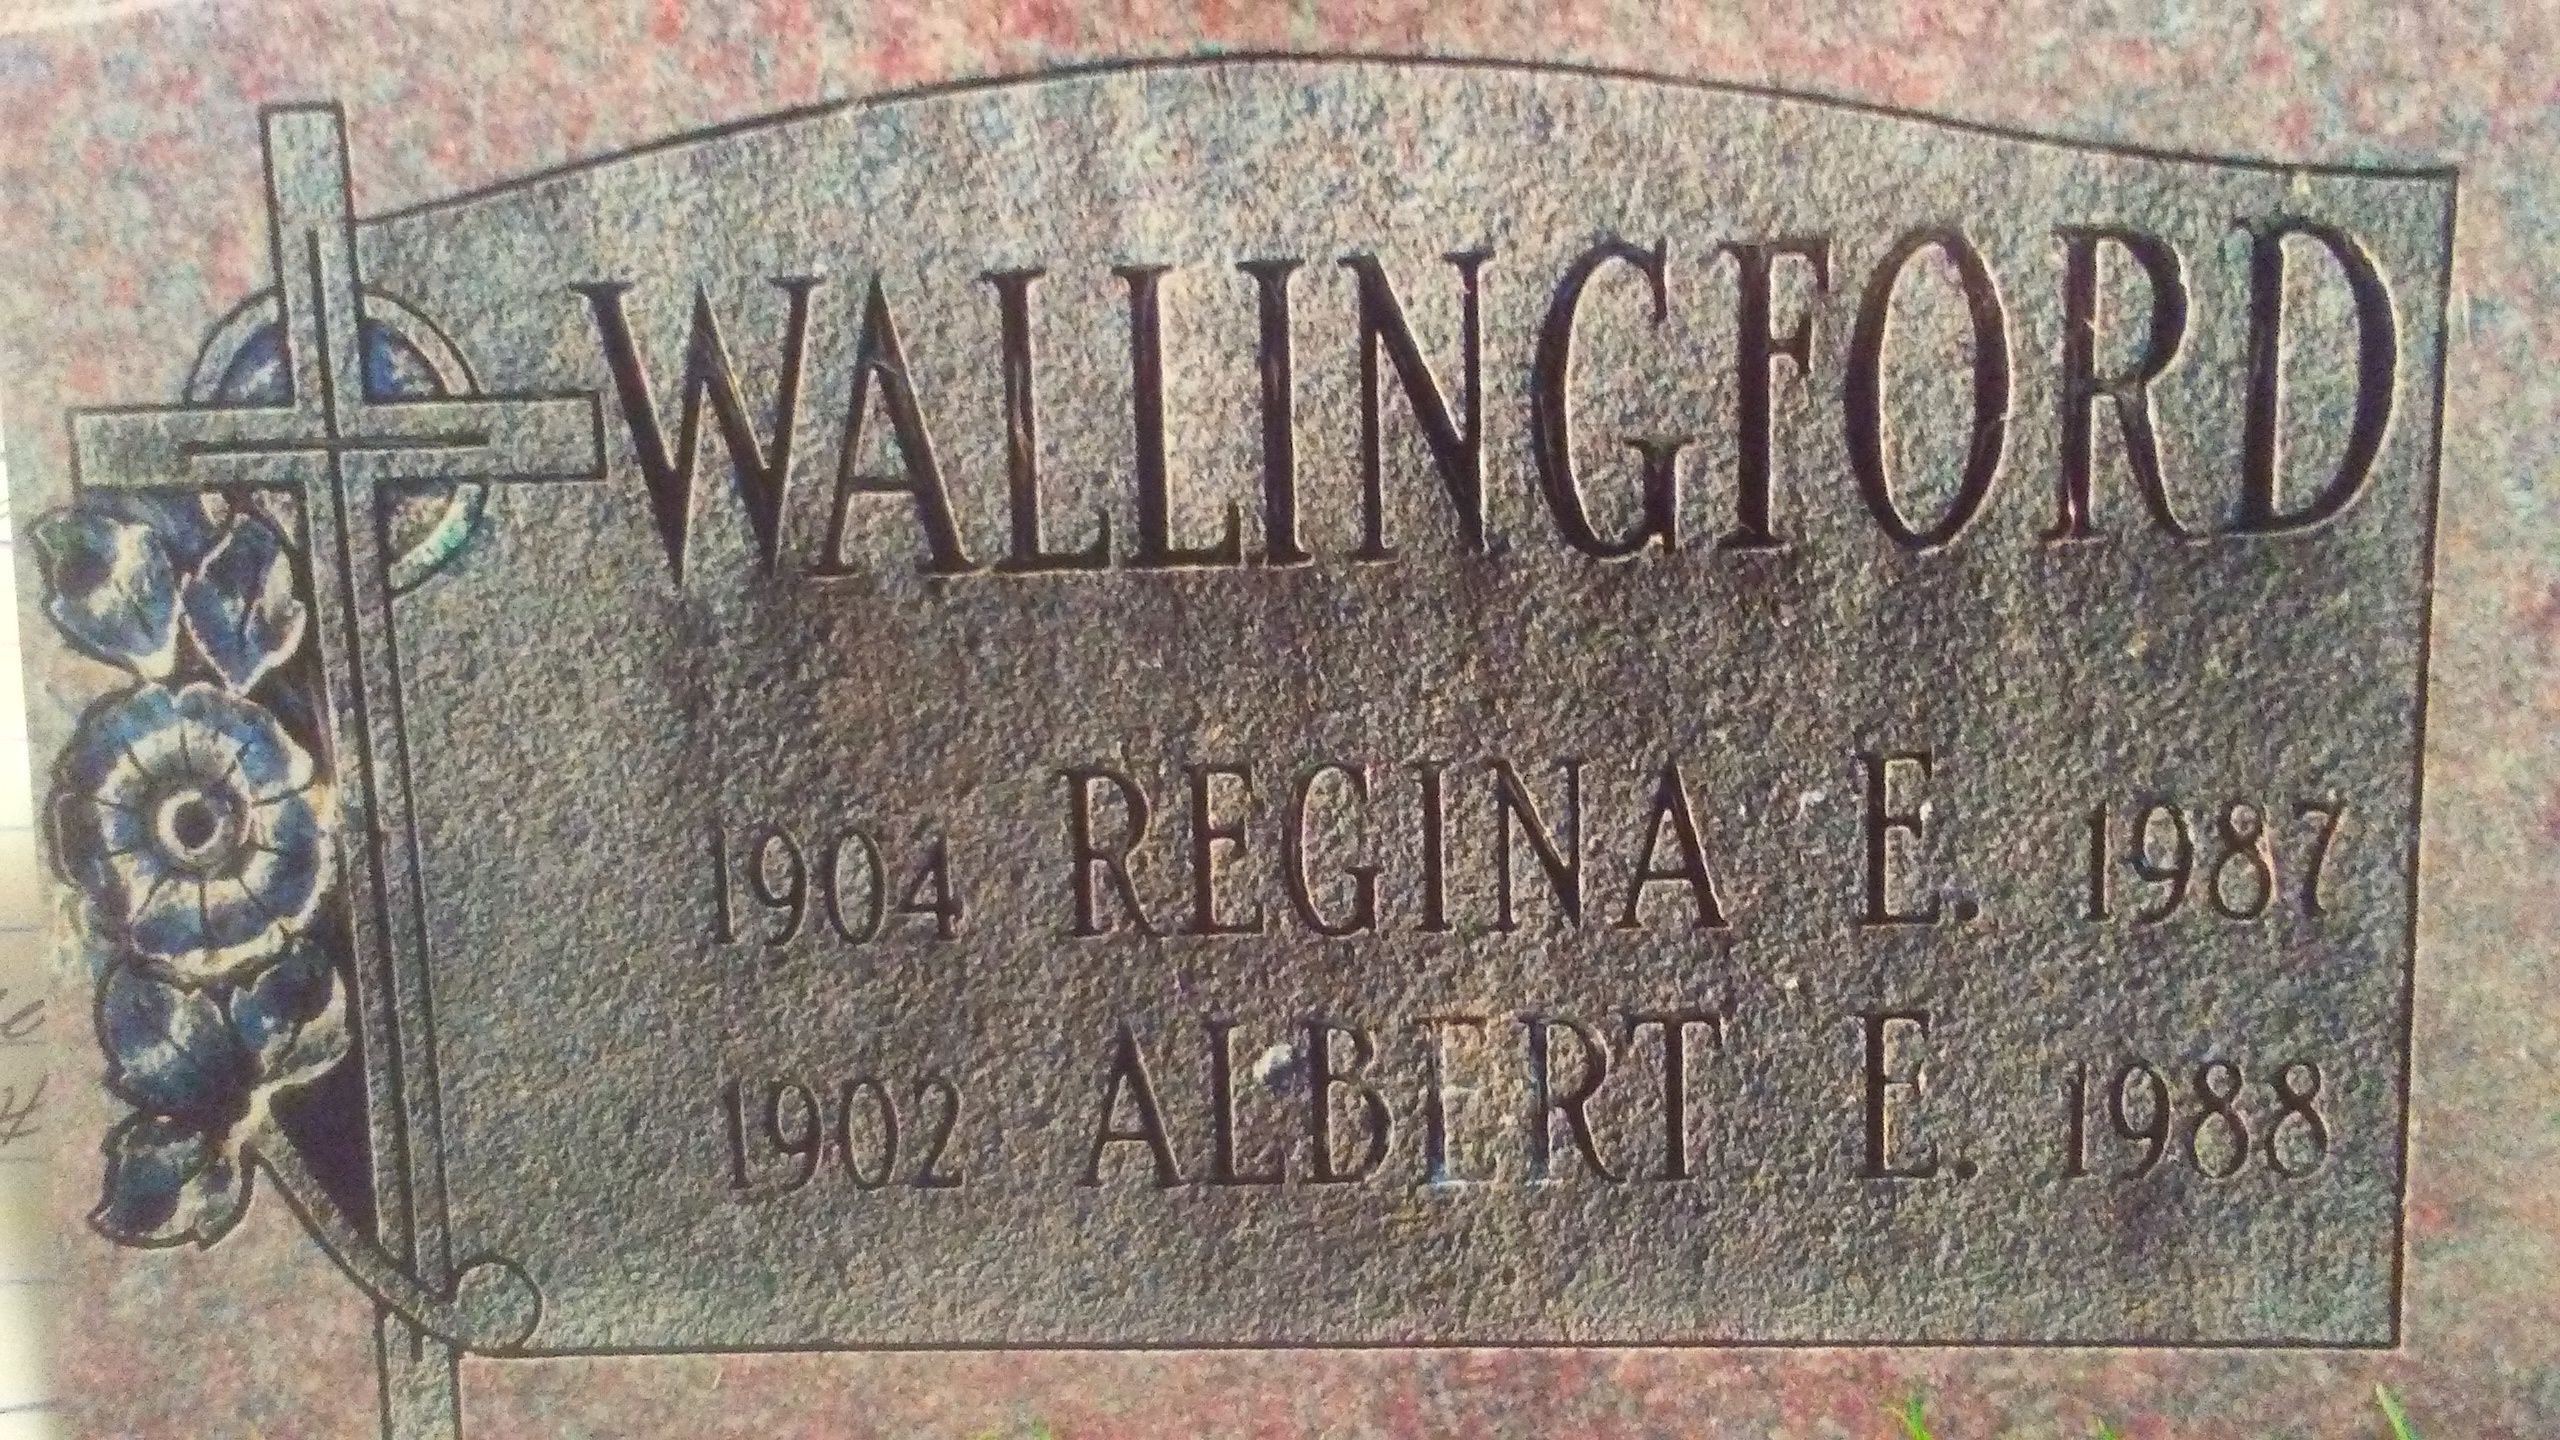 WALLINGFORD
1904 REGINA E. 1987
1902 ALBERT E. 1988